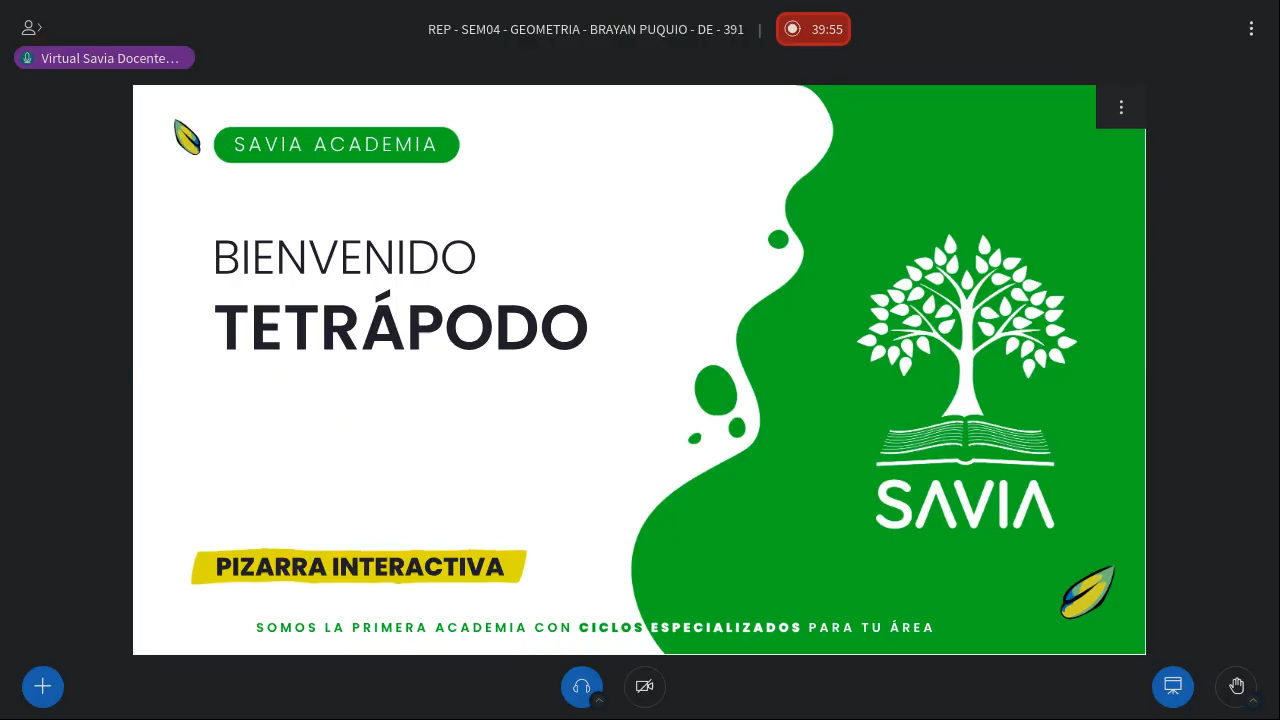 REP - SEM04 - GEOMETRIA - BRAYAN PUQUIO - DE - 391 | 39:55
Virtual Savia Docente…
SAVIA ACADEMIA
BIENVENIDO
TETRÁPODO
SAVIA
PIZARRA INTERACTIVA
SOMOS LA PRIMERA ACADEMIA CON CICLOS ESPECIALIZADOS PARA TU ÁREA